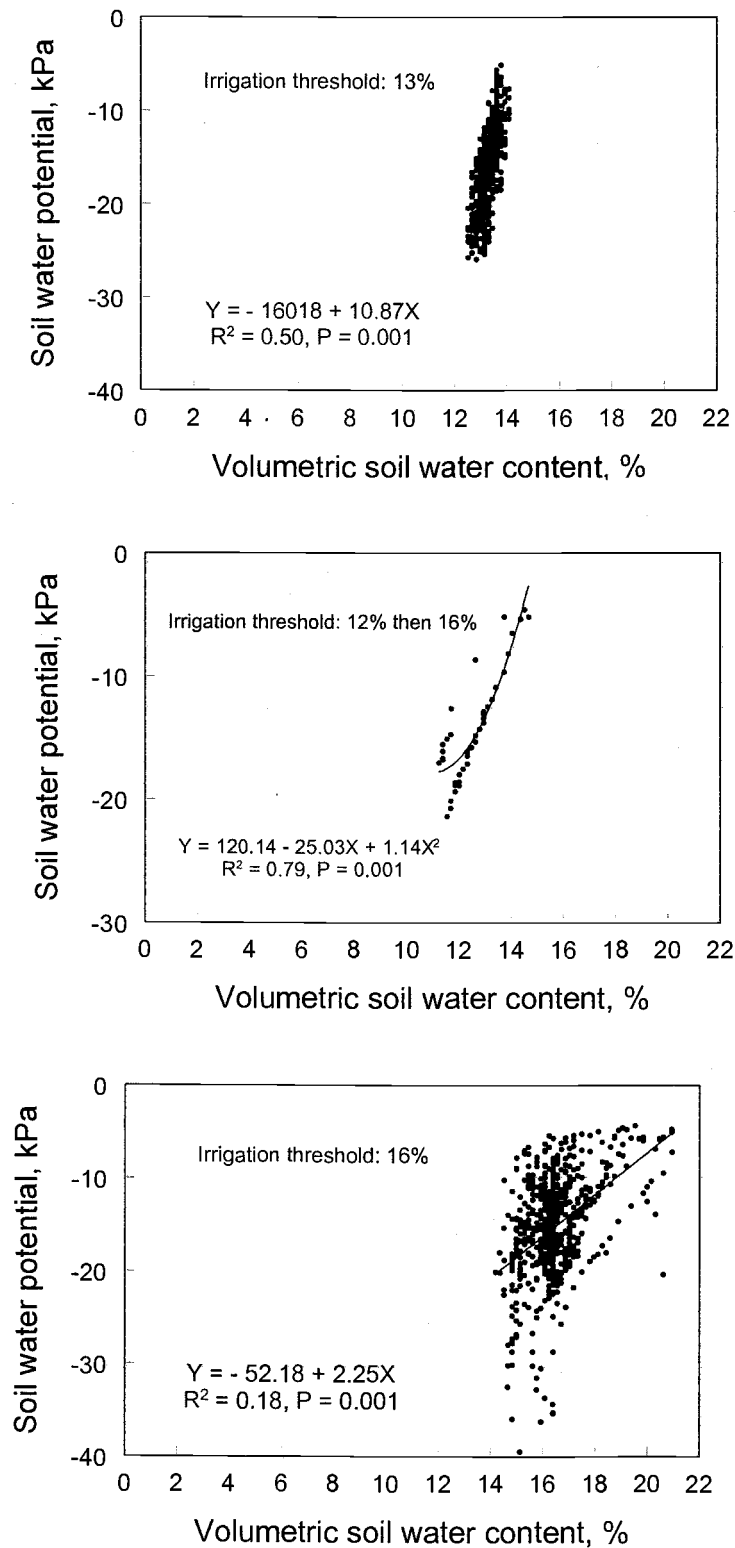 0
-10
-20
-30
-40
Soil water potential, kPa
Irrigation threshold: 13%
Y = - 16018 + 10.87X
R² = 0.50, P = 0.001
0 2 4 6 8 10 12 14 16 18 20 22
Volumetric soil water content, %
0
-10
-20
-30
Soil water potential, kPa
Irrigation threshold: 12% then 16%
Y = 120.14 - 25.03X + 1.14X²
R² = 0.79, P = 0.001
0 2 4 6 8 10 12 14 16 18 20 22
Volumetric soil water content, %
0
-10
-20
-30
-40
Soil water potential, kPa
Irrigation threshold: 16%
Y = - 52.18 + 2.25X
R² = 0.18, P = 0.001
0 2 4 6 8 10 12 14 16 18 20 22
Volumetric soil water content, %